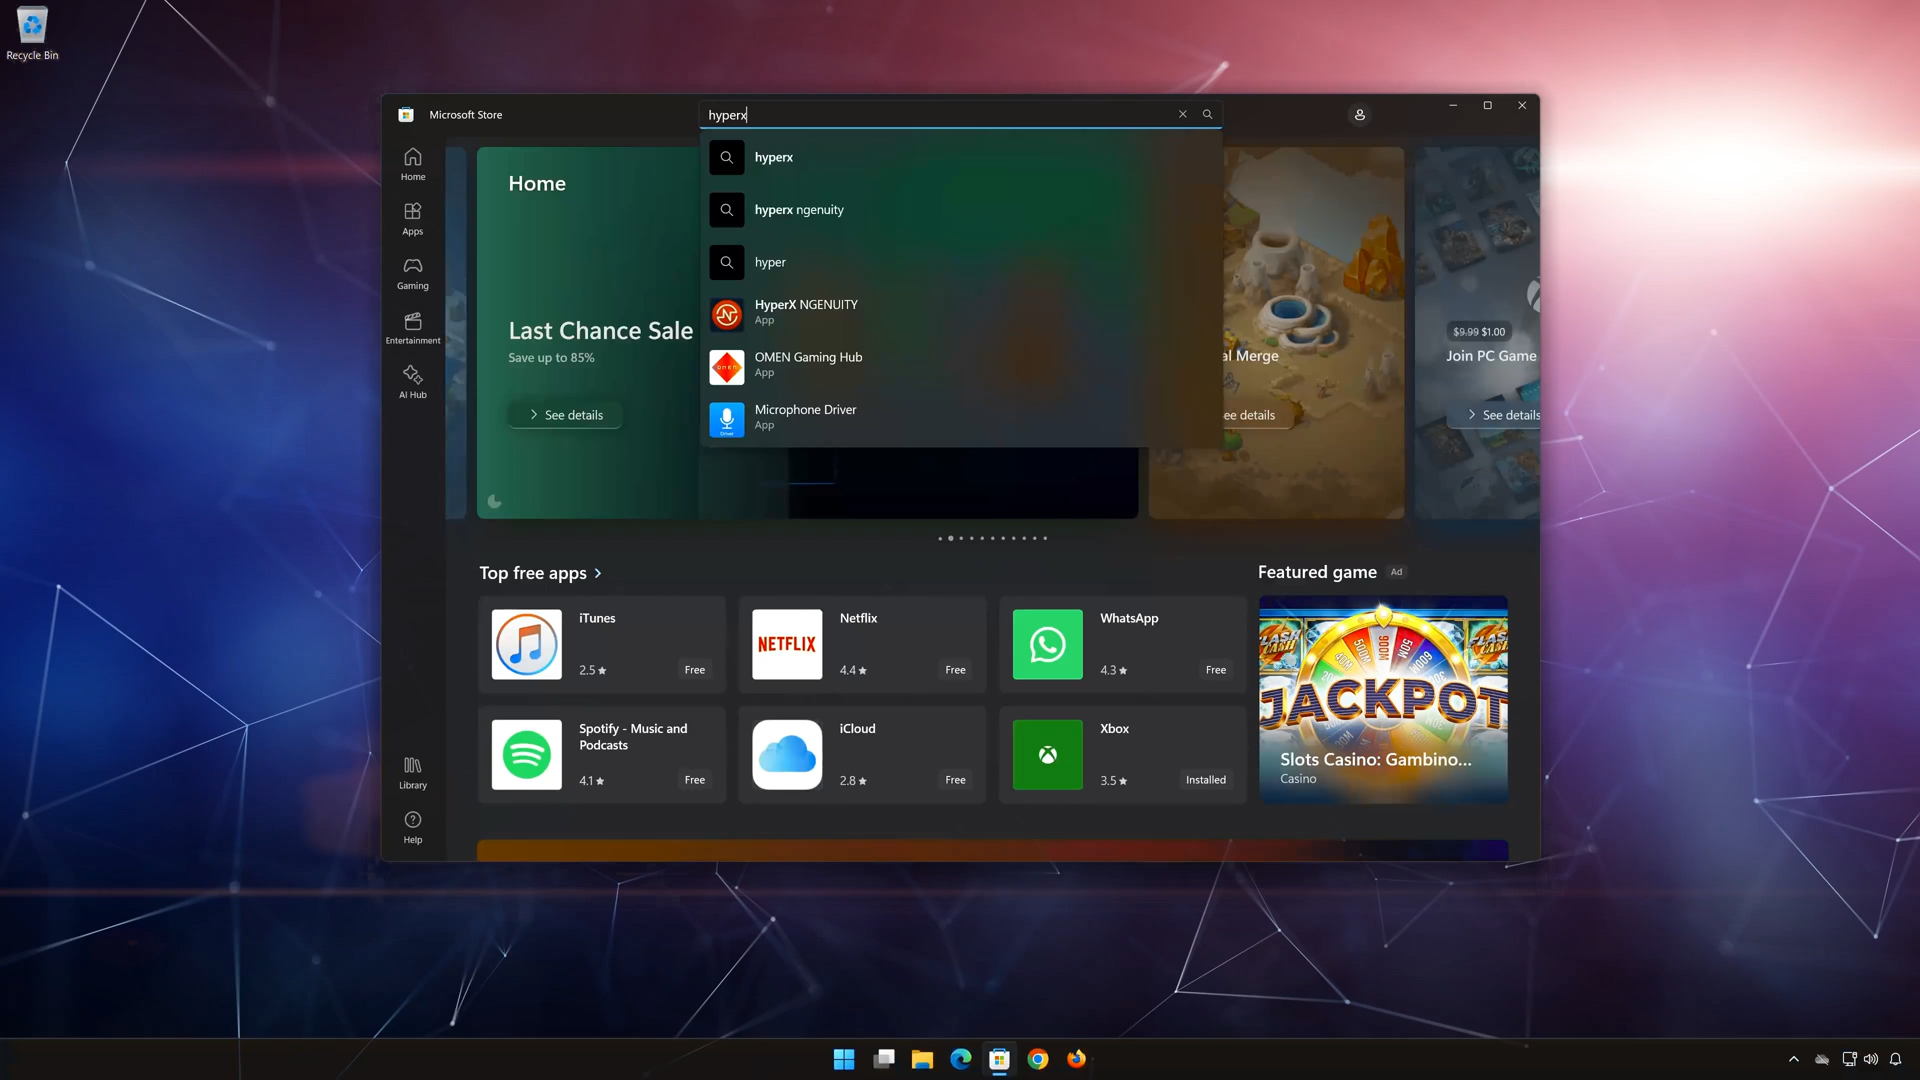 Recycle Bin
Microsoft Store
hyperx
Home
Apps
Gaming
Entertainment
AI Hub
Library
Help
hyperx
hyperx ngenuity
hyper
HyperX NGENUITY
App
OMEN Gaming Hub
App
Microphone Driver
App
Home
Last Chance Sale
Save up to 85%
See details
al Merge
ee details
$9.99 $1.00
Join PC Game
See details
Top free apps
iTunes
2.5
Free
NETFLIX
Netflix
4.4
Free
WhatsApp
4.3
Free
Spotify - Music and
Podcasts
4.1
Free
iCloud
2.8
Free
Xbox
3.5
Installed
Featured game
Ad
JACKPOT
Slots Casino: Gambino...
Casino